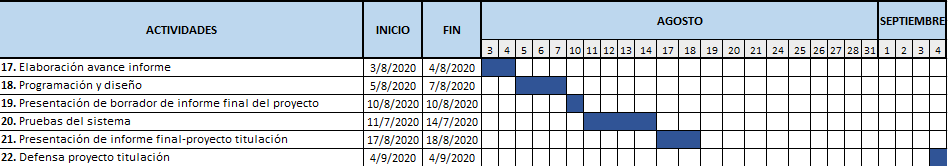 ACTIVIDADES INICIO FIN AGOSTO SEPTIEMBRE
3 4 5 6 7 10 11 12 13 14 17 18 19 20 21 24 25 26 27 28 31 1 2 3 4
17. Elaboración avance informe 3/8/2020 4/8/2020
18. Programación y diseño 5/8/2020 7/8/2020
19. Presentación de borrador de informe final del proyecto 10/8/2020 10/8/2020
20. Pruebas del sistema 11/7/2020 14/7/2020
21. Presentación de informe final-proyecto titulación 17/8/2020 18/8/2020
22. Defensa proyecto titulación 4/9/2020 4/9/2020